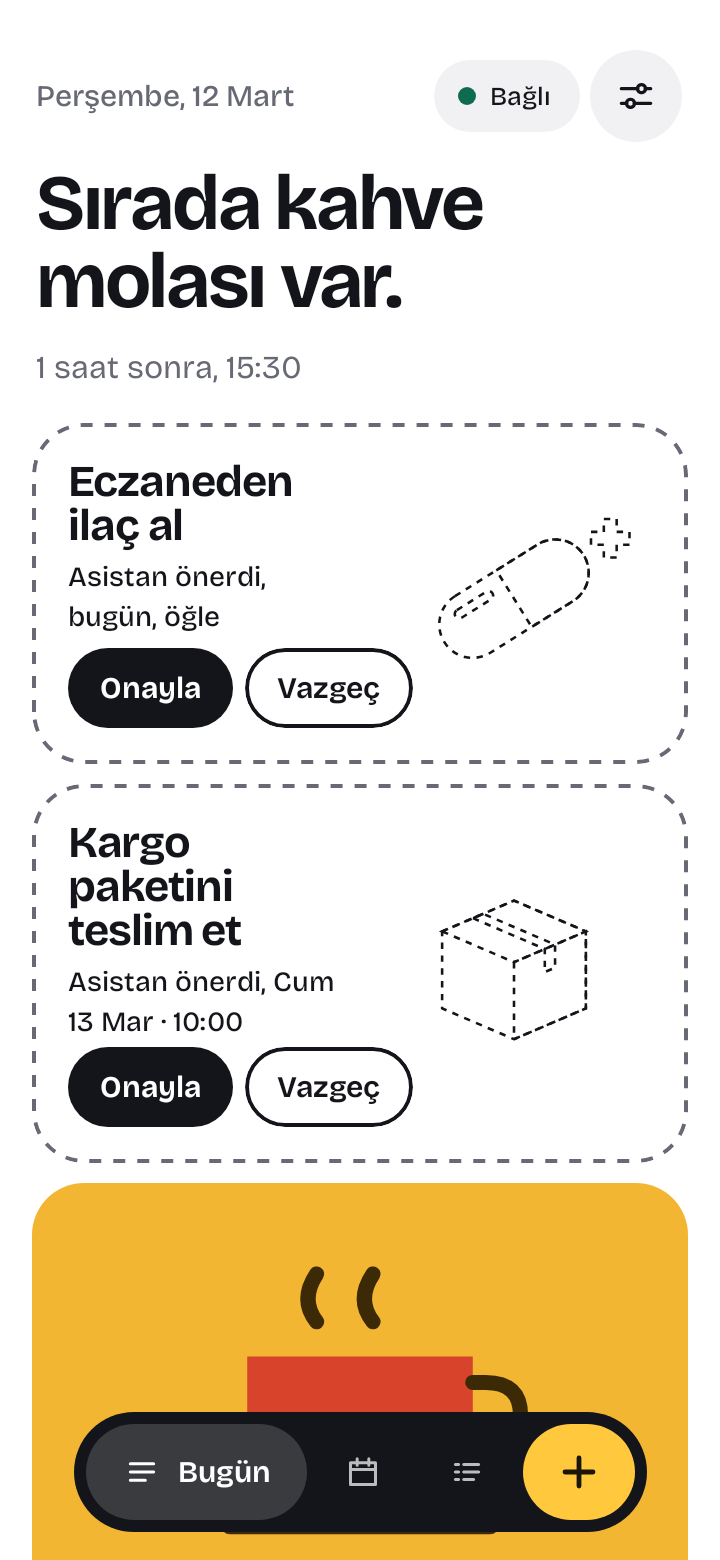 Perşembe, 12 Mart
Bağlı
Sırada kahve
molası var.
1 saat sonra, 15:30
Eczaneden
ilaç al
Asistan önerdi,
bugün, öğle
Onayla
Vazgeç
Kargo
paketini
teslim et
Asistan önerdi, Cum
13 Mar · 10:00
Onayla
Vazgeç
Bugün